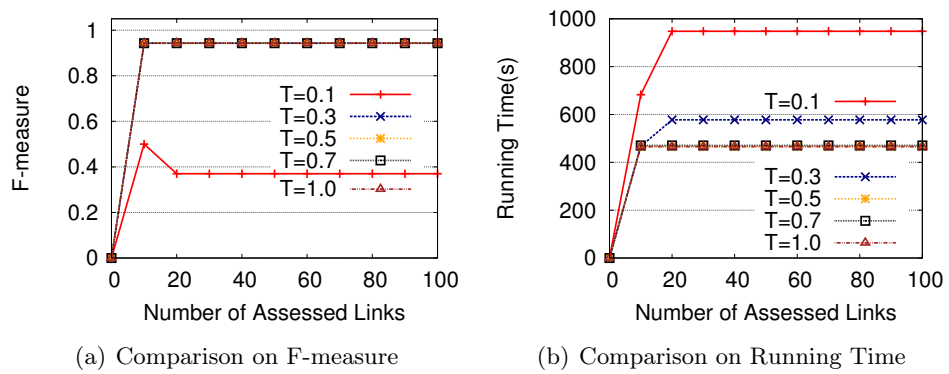 1
0.8
0.6
0.4
0.2
0
F-measure
T=0.1
T=0.3
T=0.5
T=0.7
T=1.0
0 20 40 60 80 100
Number of Assessed Links
(a) Comparison on F-measure
1000
800
600
400
200
0
Running Time(s)
T=0.1
T=0.3
T=0.5
T=0.7
T=1.0
0 20 40 60 80 100
Number of Assessed Links
(b) Comparison on Running Time